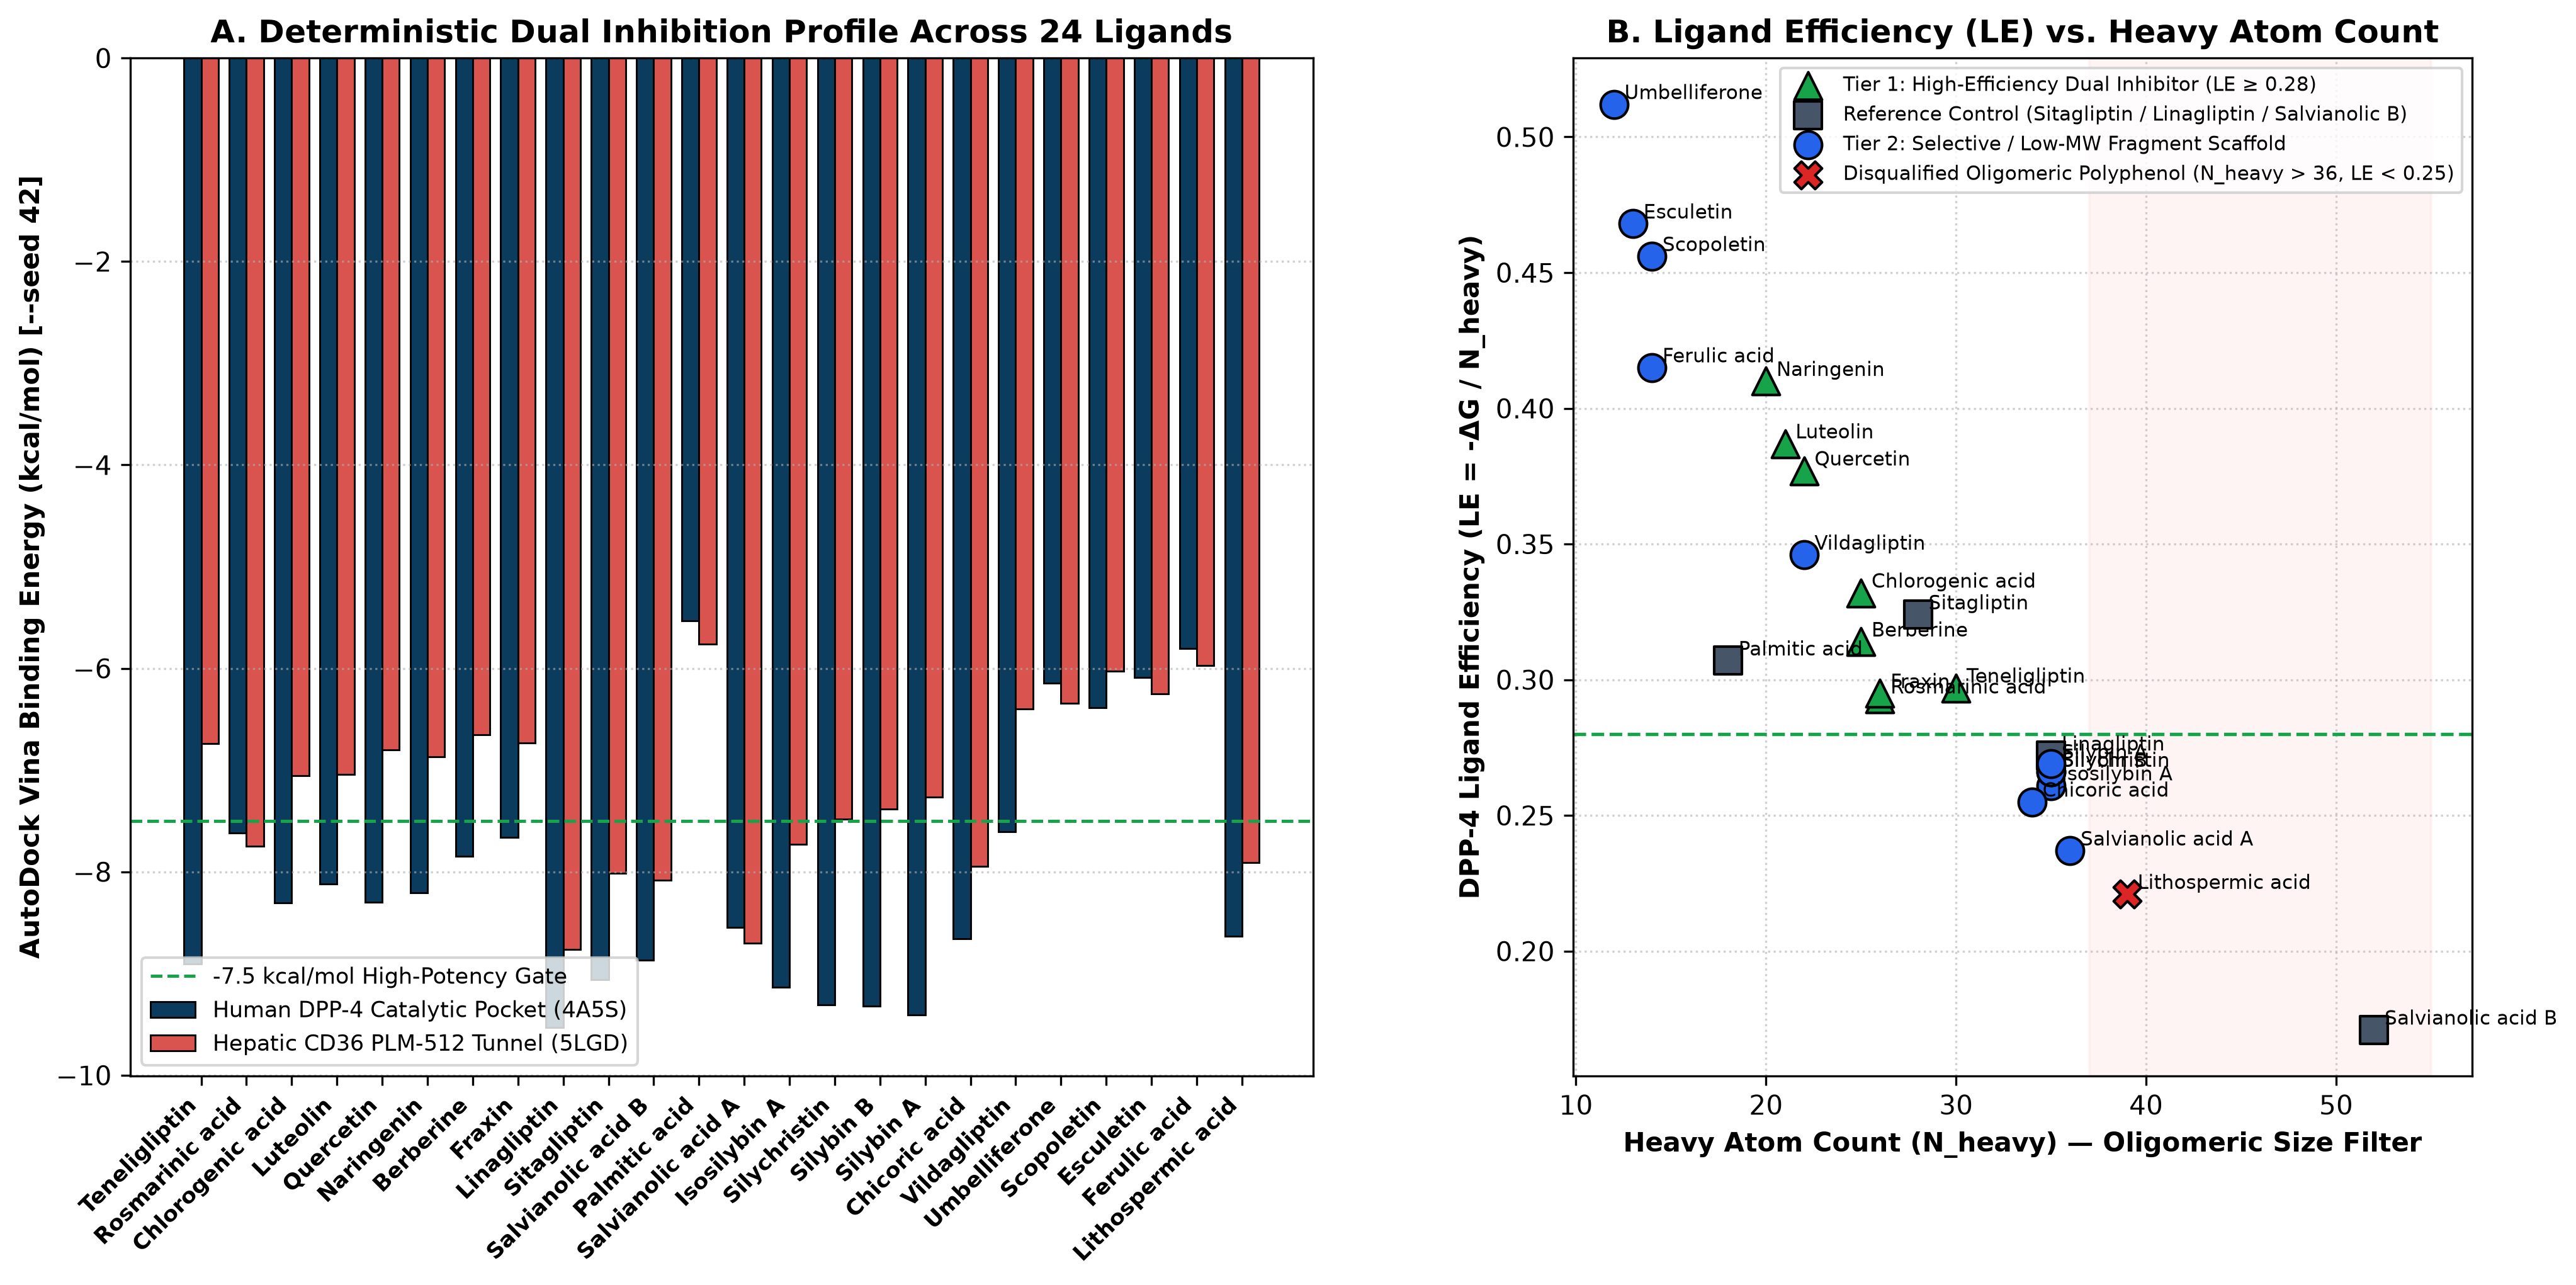 A. Deterministic Dual Inhibition Profile Across 24 Ligands
AutoDock Vina Binding Energy (kcal/mol) [--seed 42]
0
−2
−4
−6
−8
−10
-7.5 kcal/mol High-Potency Gate
Human DPP-4 Catalytic Pocket (4A5S)
Hepatic CD36 PLM-512 Tunnel (5LGD)
Teneligliptin
Rosmarinic acid
Chlorogenic acid
Luteolin
Quercetin
Naringenin
Berberine
Fraxin
Linagliptin
Sitagliptin
Salvianolic acid B
Palmitic acid
Salvianolic acid A
Isosilybin A
Silychristin
Silybin B
Silybin A
Chicoric acid
Vildagliptin
Umbelliferone
Scopoletin
Esculetin
Ferulic acid
Lithospermic acid
B. Ligand Efficiency (LE) vs. Heavy Atom Count
DPP-4 Ligand Efficiency (LE = -ΔG / N_heavy)
0.50
0.45
0.40
0.35
0.30
0.25
0.20
Tier 1: High-Efficiency Dual Inhibitor (LE ≥ 0.28)
Reference Control (Sitagliptin / Linagliptin / Salvianolic B)
Tier 2: Selective / Low-MW Fragment Scaffold
Disqualified Oligomeric Polyphenol (N_heavy > 36, LE < 0.25)
Umbelliferone
Esculetin
Scopoletin
Ferulic acid
Naringenin
Luteolin
Quercetin
Vildagliptin
Chlorogenic acid
Sitagliptin
Berberine
Palmitic acid
Teneligliptin
Fraxin
Rosmarinic acid
Linagliptin
Silybin A
Silychristin
Isosilybin A
Chicoric acid
Salvianolic acid A
Lithospermic acid
Salvianolic acid B
10
20
30
40
50
Heavy Atom Count (N_heavy) — Oligomeric Size Filter